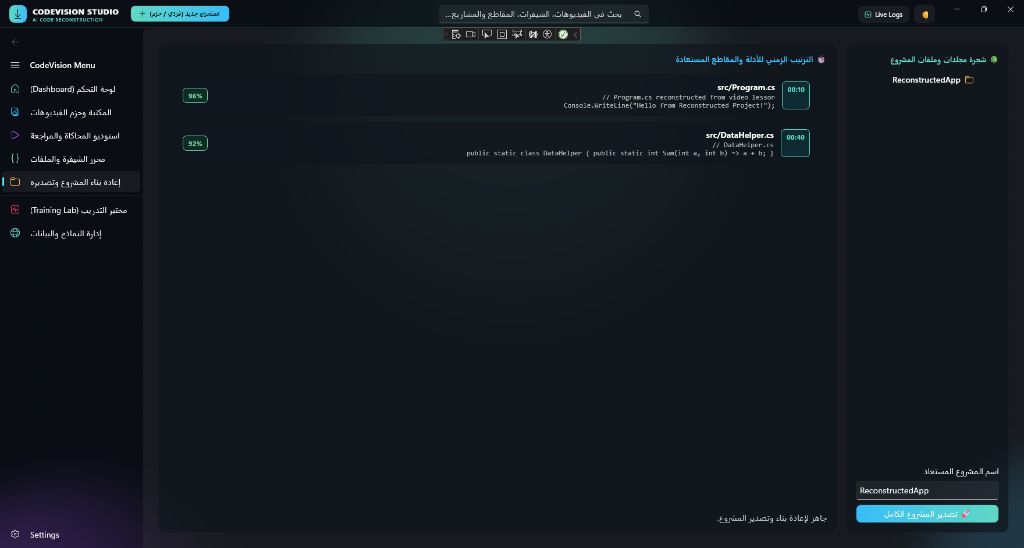 CODEVISION STUDIO
AI CODE RECONSTRUCTION
استخراج جديد (فردي / حزم) +
بحث في الفيديوهات، الشيفرات، المقاطع والمشاريع...
Live Logs
CodeVision Menu
لوحة التحكم (Dashboard)
المكتبة وحزم الفيديوهات
استوديو المحاكاة والمراجعة
محرر الشيفرة والملفات
إعادة بناء المشروع وتصديره
مختبر التدريب (Training Lab)
إدارة النماذج والبيانات
Settings
الترتيب الزمني للأدلة والمقاطع المستعادة
00:10
src/Program.cs
// Program.cs reconstructed from video lesson
Console.WriteLine("Hello from Reconstructed Project!");
96%
00:40
src/DataHelper.cs
// DataHelper.cs
public static class DataHelper { public static int Sum(int a, int b) => a + b; }
92%
جاهز لإعادة بناء وتصدير المشروع.
شجرة مجلدات وملفات المشروع
ReconstructedApp
اسم المشروع المستعاد
ReconstructedApp
تصدير المشروع الكامل